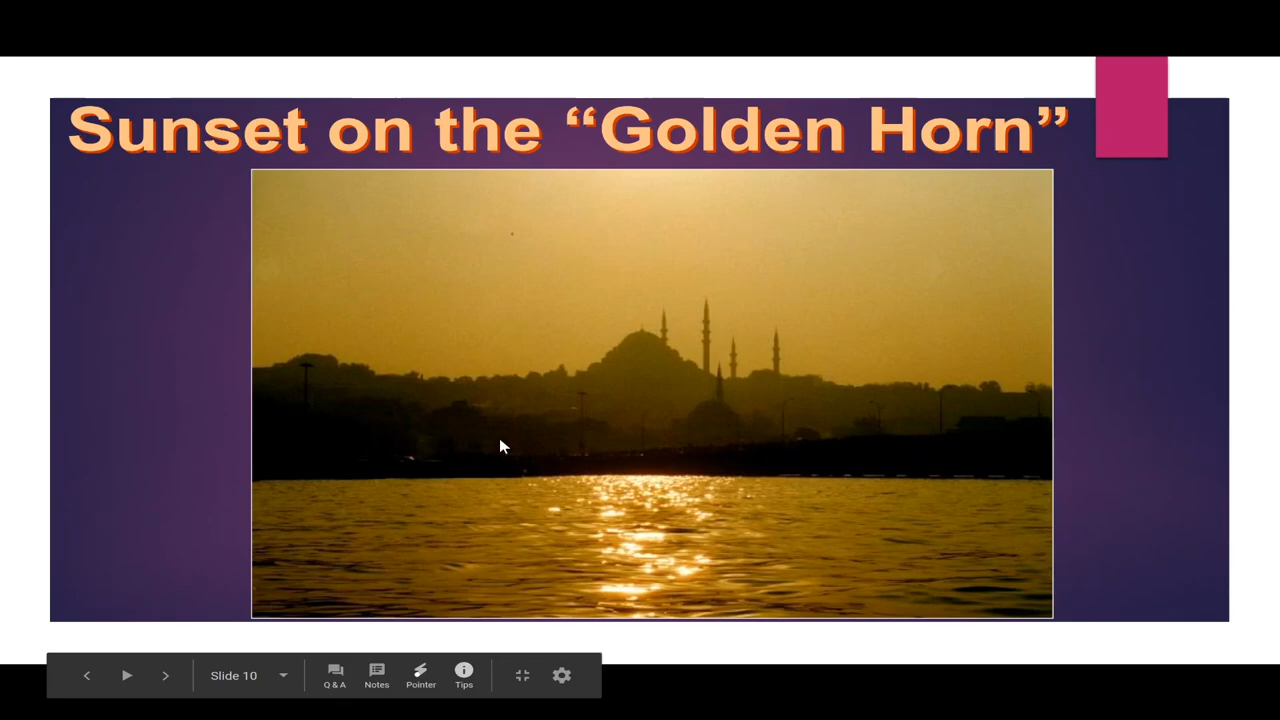 Sunset on the “Golden Horn”
Slide 10
Q & A
Notes
Pointer
Tips